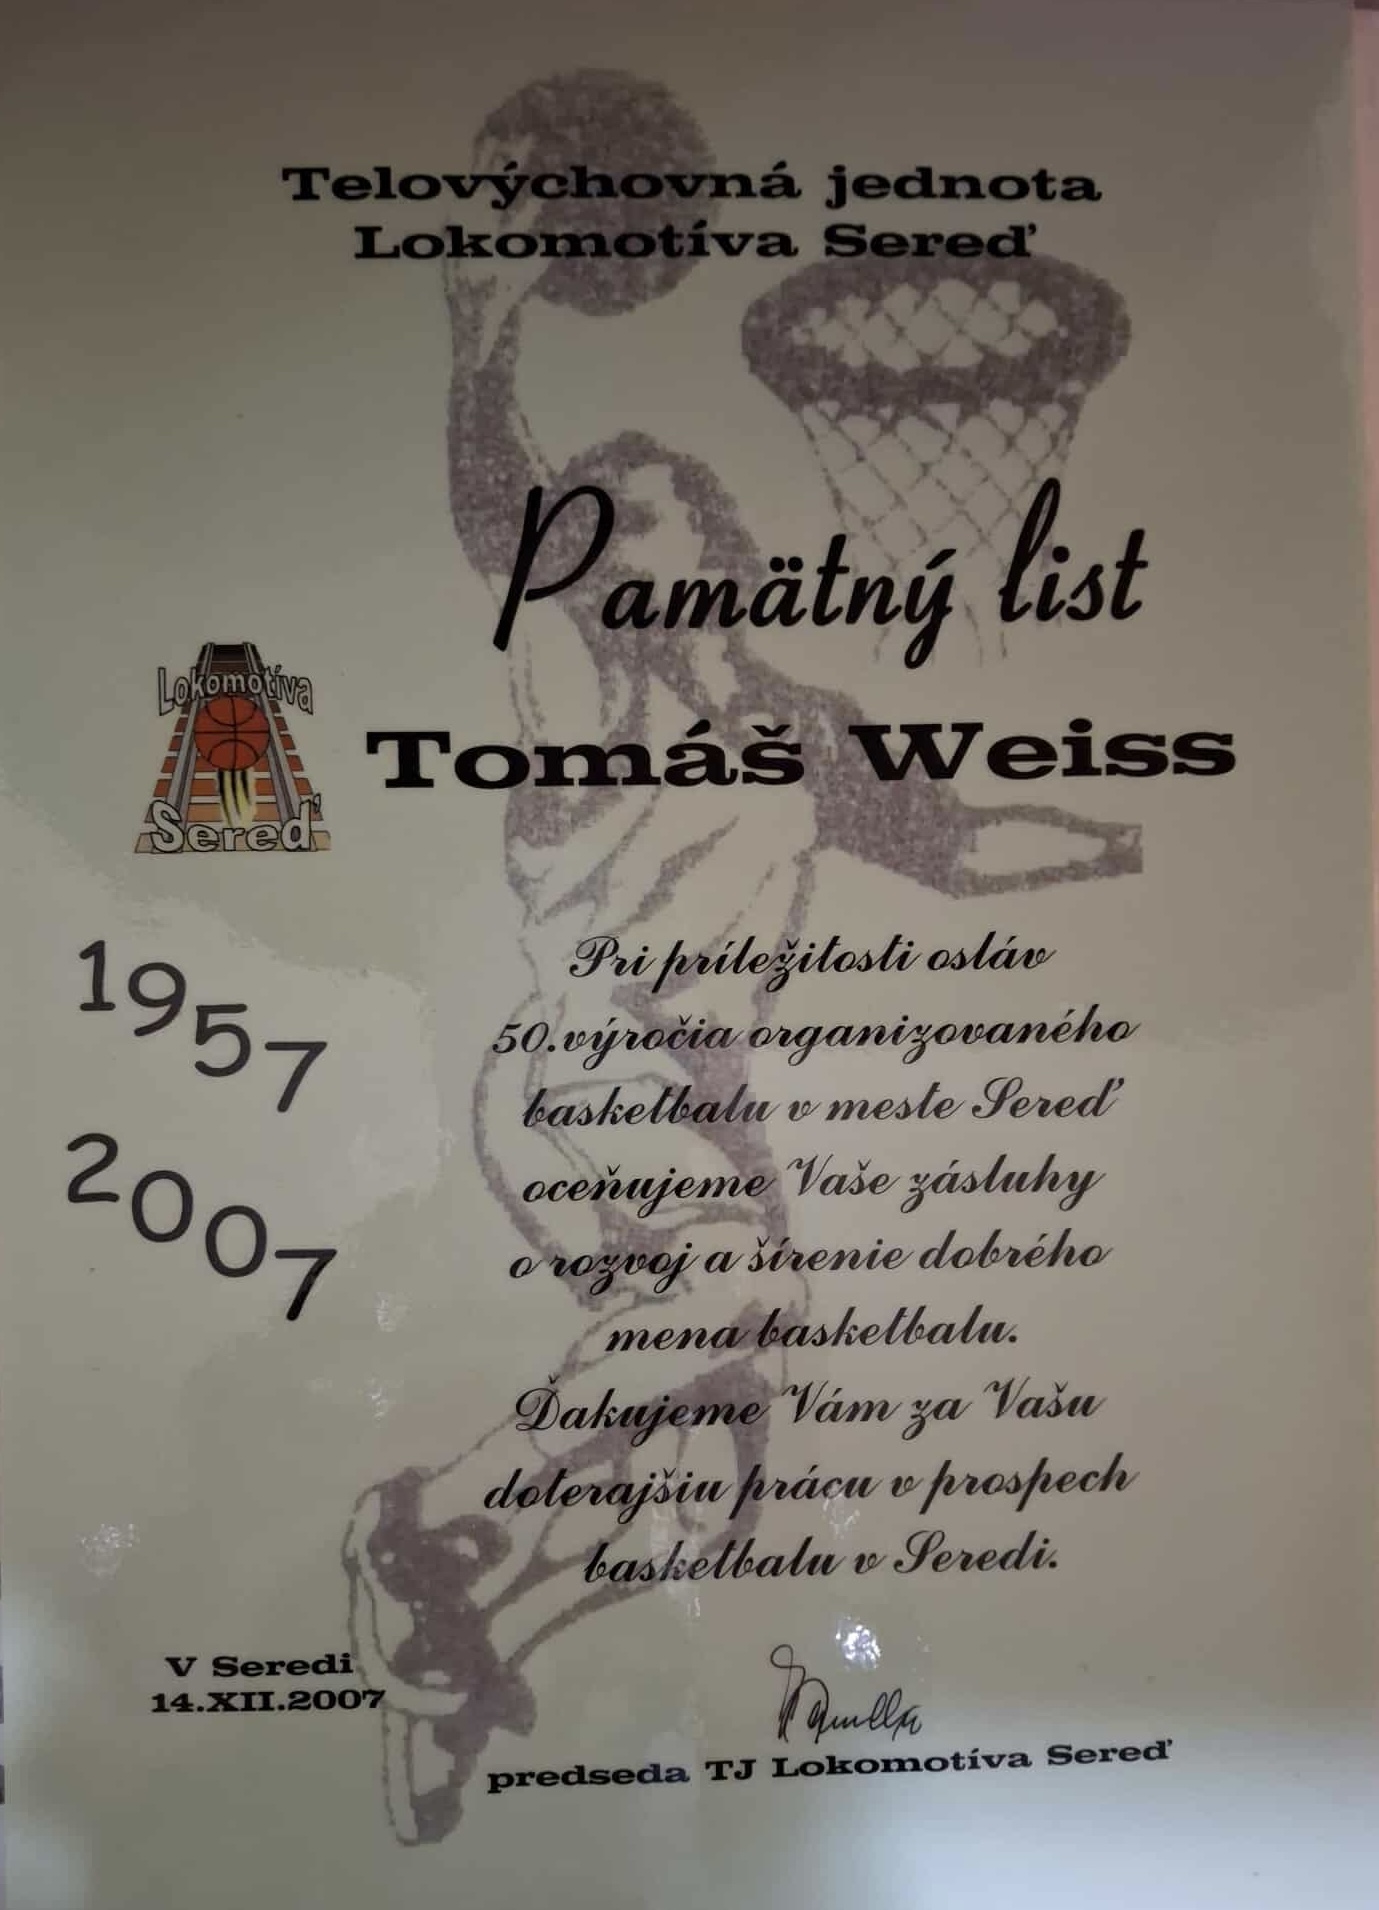 Telovýchovná jednota
Lokomotíva Sereď
Pamätný list
Lokomotíva
Sereď
Tomáš Weiss
1957
2007
Pri príležitosti osláv
50.výročia organizovaného
basketbalu v meste Sereď
oceňujeme Vaše zásluhy
o rozvoj a šírenie dobrého
mena basketbalu.
Ďakujeme Vám za Vašu
doterajšiu prácu v prospech
basketbalu v Seredi.
V Seredi
14.XII.2007
predseda TJ Lokomotíva Sereď